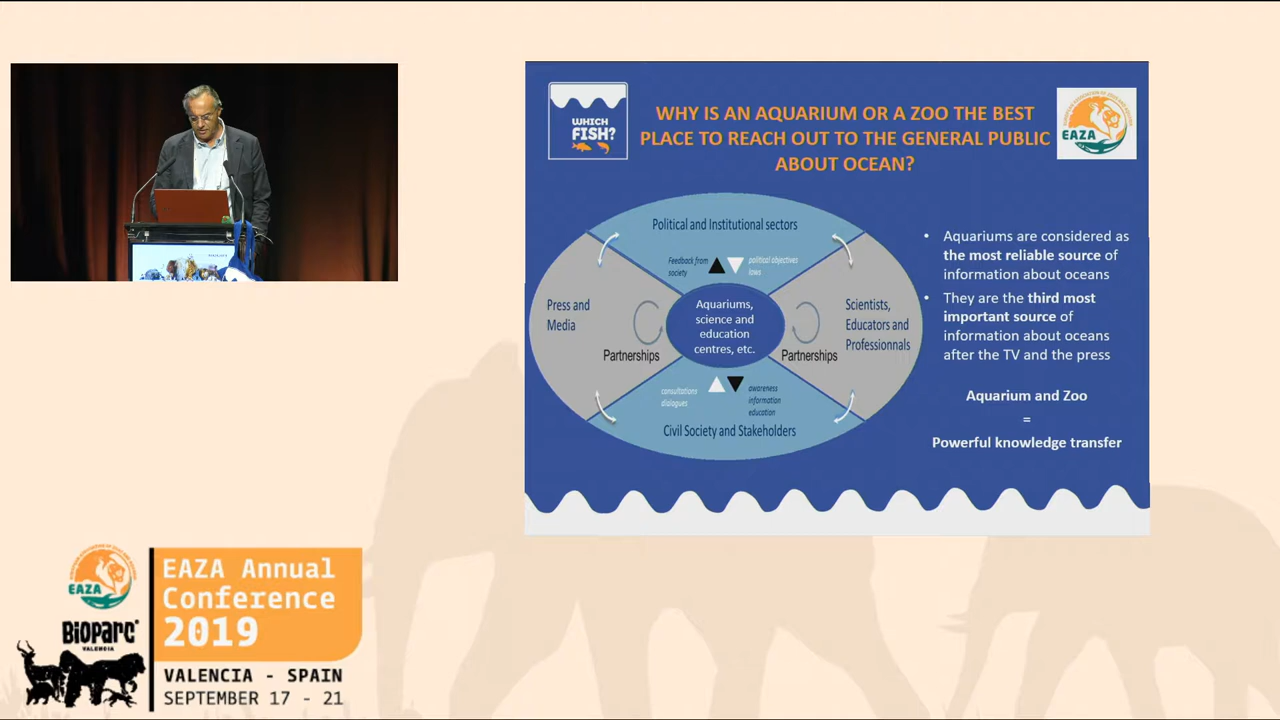 WHICH
FISH?
WHY IS AN AQUARIUM OR A ZOO THE BEST
PLACE TO REACH OUT TO THE GENERAL PUBLIC
ABOUT OCEAN?
EAZA
Political and Institutional sectors
Feedback from
society
political objectives
laws
Press and
Media
Partnerships
Aquariums,
science and
education
centres, etc.
Partnerships
Scientists,
Educators and
Professionals
consultations
dialogues
awareness
information
education
Civil Society and Stakeholders
• Aquariums are considered as
the most reliable source of
information about oceans
• They are the third most
important source of
information about oceans
after the TV and the press
Aquarium and Zoo
=
Powerful knowledge transfer
EAZA
BIOPARC
VALENCIA
EAZA Annual
Conference
2019
VALENCIA - SPAIN
SEPTEMBER 17 - 21